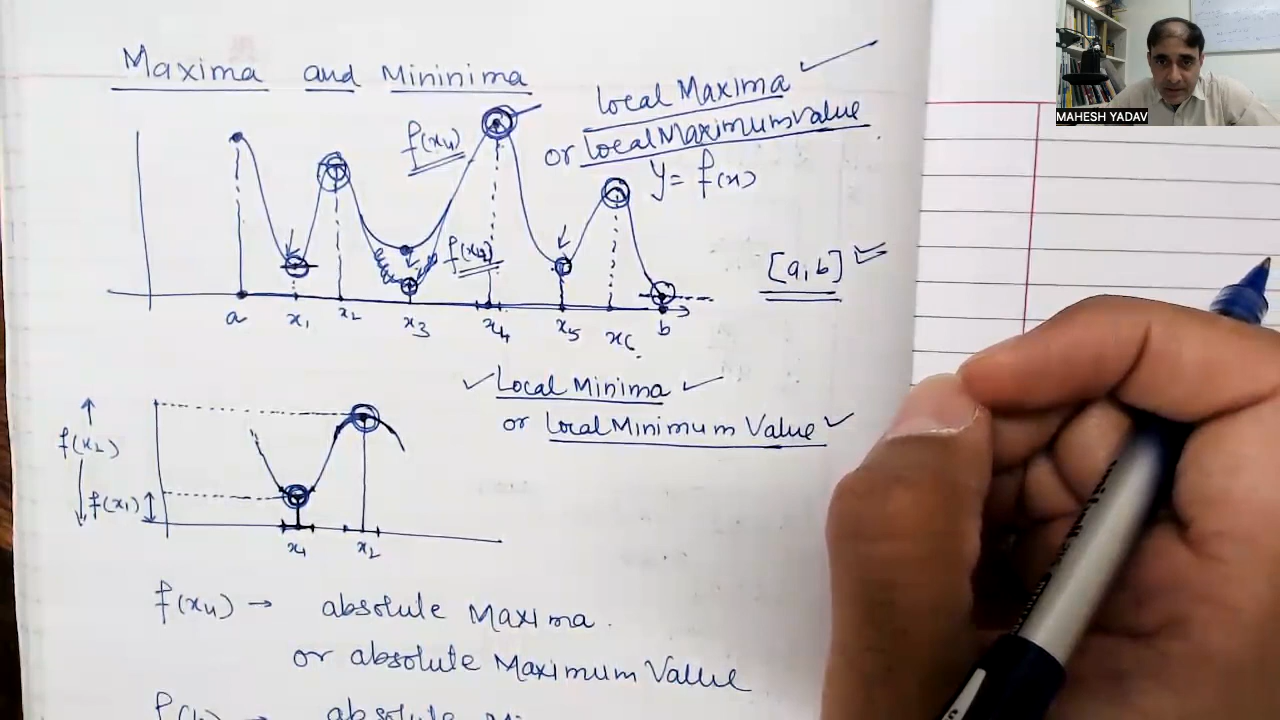 Maxima and Mininima
Local Maxima
or Local Maximum Value
y = f(x)
f(x4)
f(x4)
[a, b]
a x1 x2 x3 x4 x5 x6 b
Local Minima
or Local Minimum Value
f(x2)
f(x1)
x1 x2
f(x4) → absolute Maxima.
or absolute Maximum Value
f(b) → absolute
MAHESH YADAV